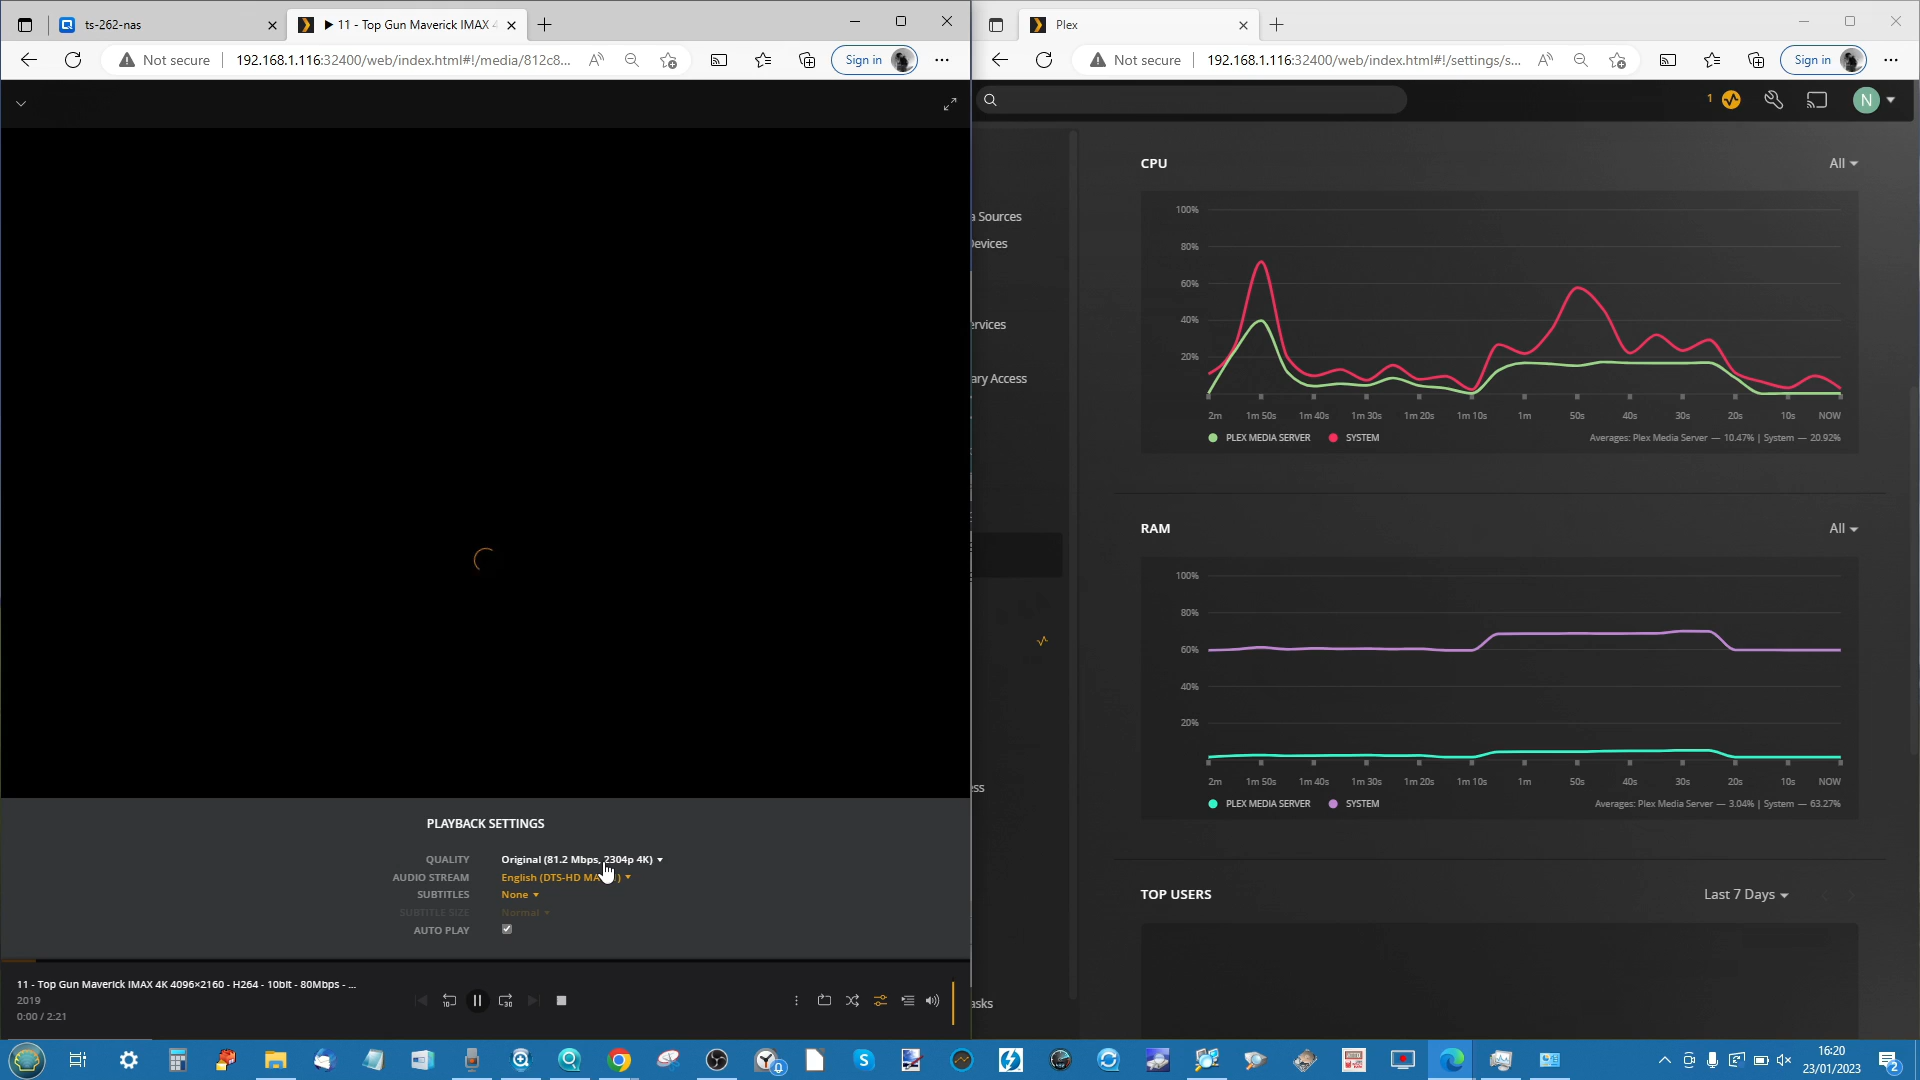 ts-262-nas
▶ 11 - Top Gun Maverick IMAX 4
Not secure
192.168.1.116:32400/web/index.html#!/media/812c8...
Sign in
Plex
Not secure
192.168.1.116:32400/web/index.html#!/settings/s...
Sign in
1
N
CPU
All
100%
80%
60%
40%
20%
2m 1m 50s 1m 40s 1m 30s 1m 20s 1m 10s 1m 50s 40s 30s 20s 10s NOW
PLEX MEDIA SERVER SYSTEM
Averages: Plex Media Server — 10.47% | System — 20.92%
a Sources
Devices
ervices
ary Access
ss
asks
RAM
All
100%
80%
60%
40%
20%
2m 1m 50s 1m 40s 1m 30s 1m 20s 1m 10s 1m 50s 40s 30s 20s 10s NOW
PLEX MEDIA SERVER SYSTEM
Averages: Plex Media Server — 3.04% | System — 63.27%
TOP USERS
Last 7 Days
PLAYBACK SETTINGS
QUALITY Original (81.2 Mbps, 2304p 4K)
AUDIO STREAM English (DTS-HD MA )
SUBTITLES None
SUBTITLE SIZE Normal
AUTO PLAY
11 - Top Gun Maverick IMAX 4K 4096×2160 - H264 - 10bit - 80Mbps - ...
2019
0:00 / 2:21
10
30
16:20
23/01/2023
2